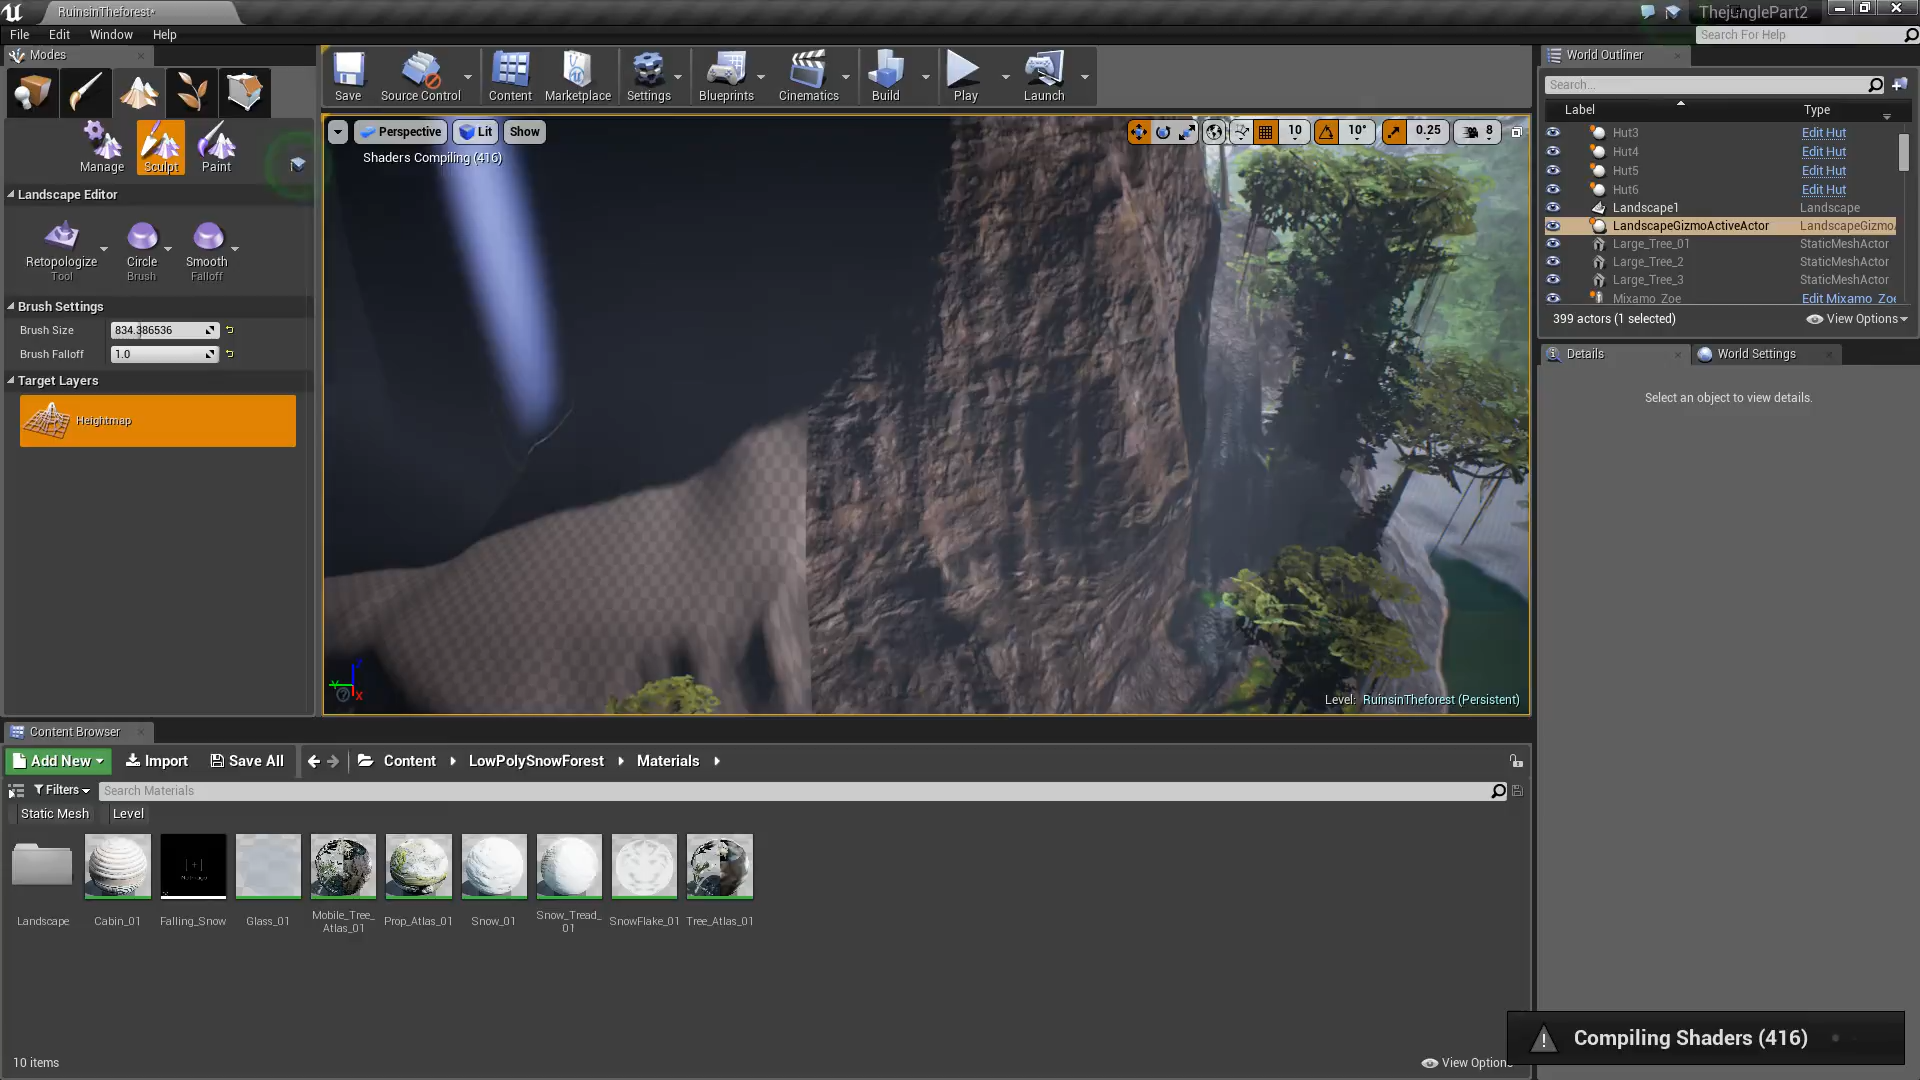 RuinsinTheforest•
ThejunglePart2
File Edit Window Help
Search For Help
Modes
Save
Source Control
Content
Marketplace
Settings
Blueprints
Cinematics
Build
Play
Launch
Manage
Sculpt
Paint
Landscape Editor
Retopologize
Tool
Circle
Brush
Smooth
Falloff
Brush Settings
Brush Size 834.386536
Brush Falloff 1.0
Target Layers
Heightmap
Perspective Lit Show
10 10° 0.25 8
Shaders Compiling (416)
Level: RuinsinTheforest (Persistent)
World Outliner
Search...
Label Type
Hut3 Edit Hut
Hut4 Edit Hut
Hut5 Edit Hut
Hut6 Edit Hut
Landscape1 Landscape
LandscapeGizmoActiveActor LandscapeGizmoA
Large_Tree_01 StaticMeshActor
Large_Tree_2 StaticMeshActor
Large_Tree_3 StaticMeshActor
Mixamo_Zoe Edit Mixamo_Zoe
399 actors (1 selected) View Options
Details World Settings
Select an object to view details.
Content Browser
Add New Import Save All Content LowPolySnowForest Materials
Filters Search Materials
Static Mesh Level
Landscape
Cabin_01
Falling_Snow
Glass_01
Mobile_Tree_
Atlas_01
Prop_Atlas_01
Snow_01
Snow_Tread_
01
SnowFlake_01
Tree_Atlas_01
10 items
View Options
Compiling Shaders (416)